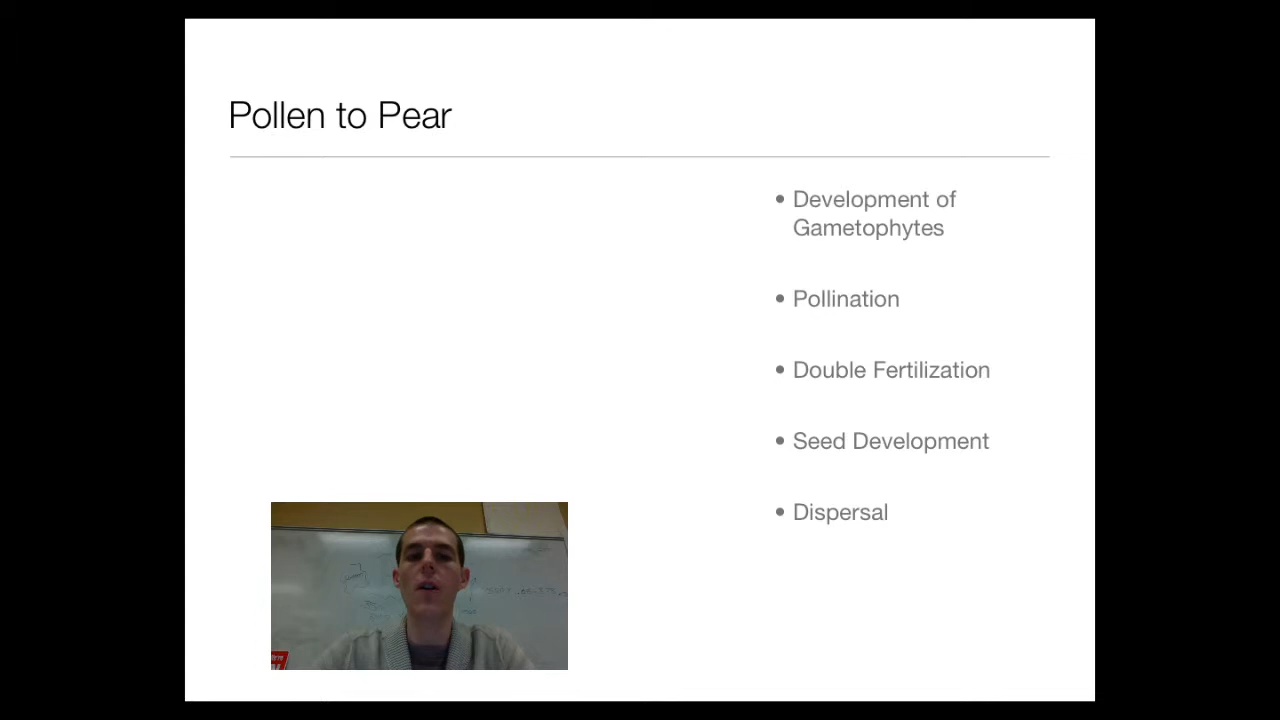 Pollen to Pear
• Development of
Gametophytes
• Pollination
• Double Fertilization
• Seed Development
• Dispersal